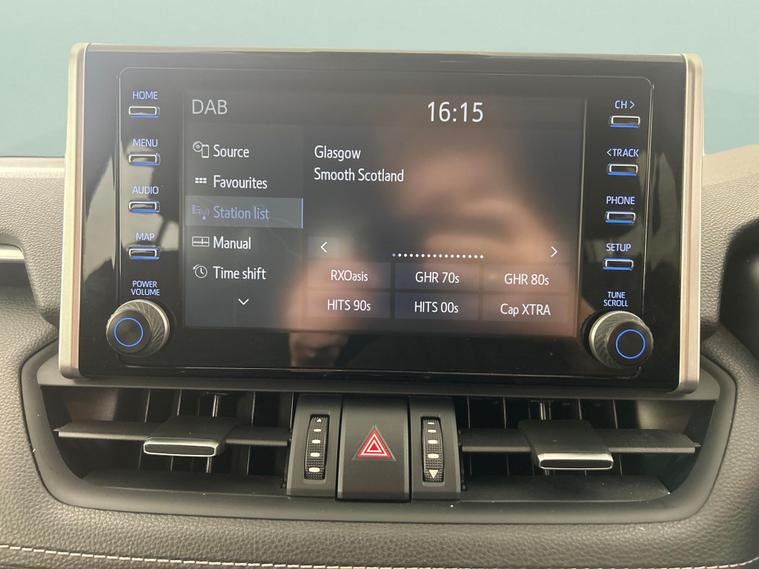 HOME
MENU
AUDIO
MAP
POWER
VOLUME
DAB
16:15
Source
Favourites
Station list
Manual
Time shift
Glasgow
Smooth Scotland
RXOasis
GHR 70s
GHR 80s
HITS 90s
HITS 00s
Cap XTRA
CH >
< TRACK
PHONE
SETUP
TUNE
SCROLL